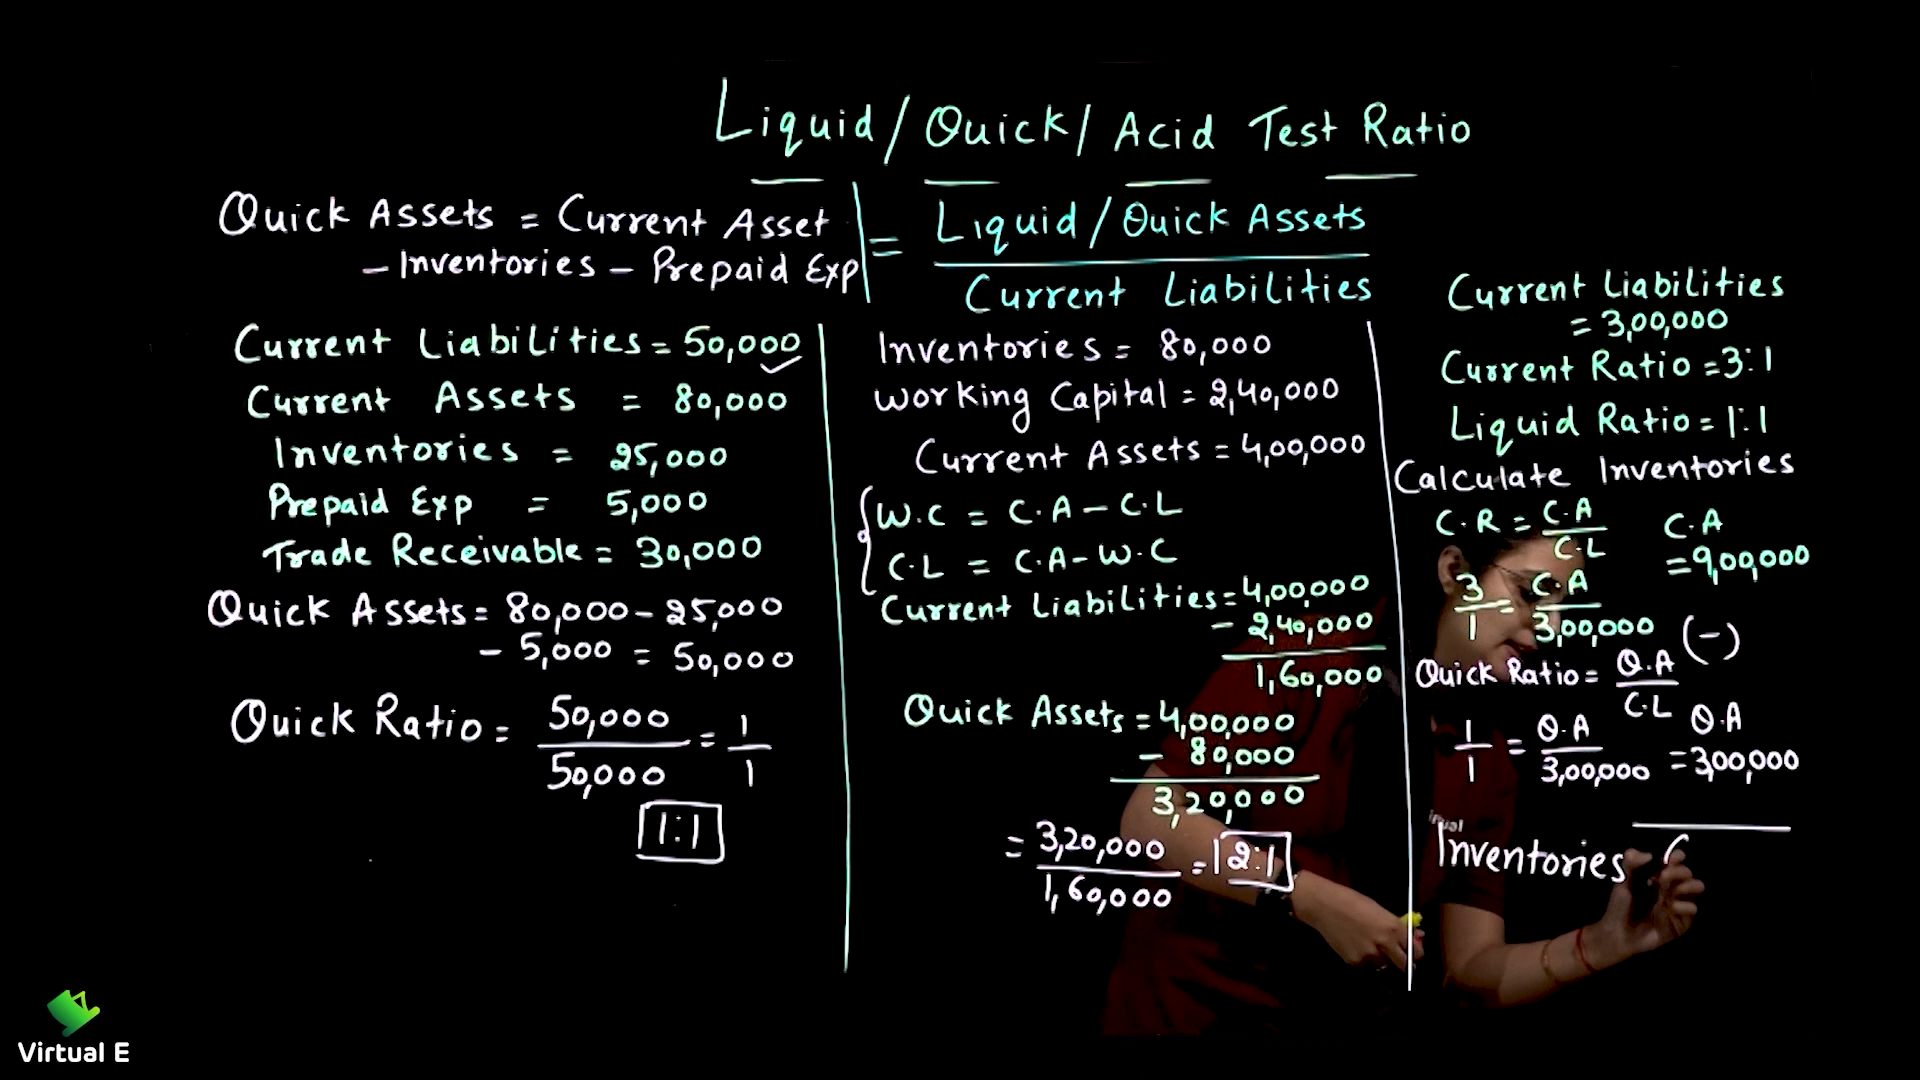 Liquid/Quick/Acid Test Ratio
Quick Assets = Current Asset
- Inventories - Prepaid Exp
= Liquid/Quick Assets
Current Liabilities
Current Liabilities = 50,000
Current Assets = 80,000
Inventories = 25,000
Prepaid Exp = 5,000
Trade Receivable = 30,000
Quick Assets = 80,000 - 25,000
- 5,000 = 50,000
Quick Ratio = 50,000 = 1
50,000 1
1:1
Inventories = 80,000
Working Capital = 2,40,000
Current Assets = 4,00,000
W.C = C.A - C.L
C.L = C.A - W.C
Current Liabilities = 4,00,000
- 2,40,000
1,60,000
Quick Assets = 4,00,000
- 80,000
3,20,000
= 3,20,000 = 2:1
1,60,000
Current Liabilities
= 3,00,000
Current Ratio = 3:1
Liquid Ratio = 1:1
Calculate Inventories
C.R = C.A C.A
C.L = 9,00,000
3 = C.A
1 3,00,000 (-)
Quick Ratio = Q.A
C.L
1 = Q.A Q.A
1 3,00,000 = 3,00,000
Inventories
Virtual E